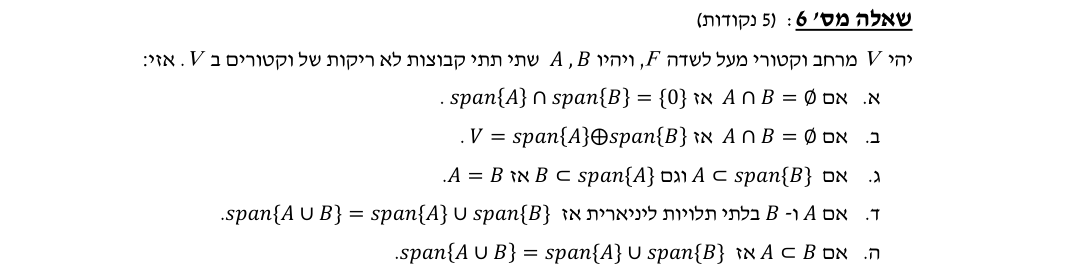 שאלה מס' 6 : (5 נקודות)
יהי V מרחב וקטורי מעל לשדה F, ויהיו A , B שתי תתי קבוצות לא ריקות של וקטורים ב V . אזי:
א. אם A ∩ B = ∅ אז span{A} ∩ span{B} = {0} .
ב. אם A ∩ B = ∅ אז V = span{A}⊕span{B} .
ג. אם A ⊂ span{B} וגם B ⊂ span{A} אז A = B.
ד. אם A ו- B בלתי תלויות ליניארית אז span{A ∪ B} = span{A} ∪ span{B}.
ה. אם A ⊂ B אז span{A ∪ B} = span{A} ∪ span{B}.